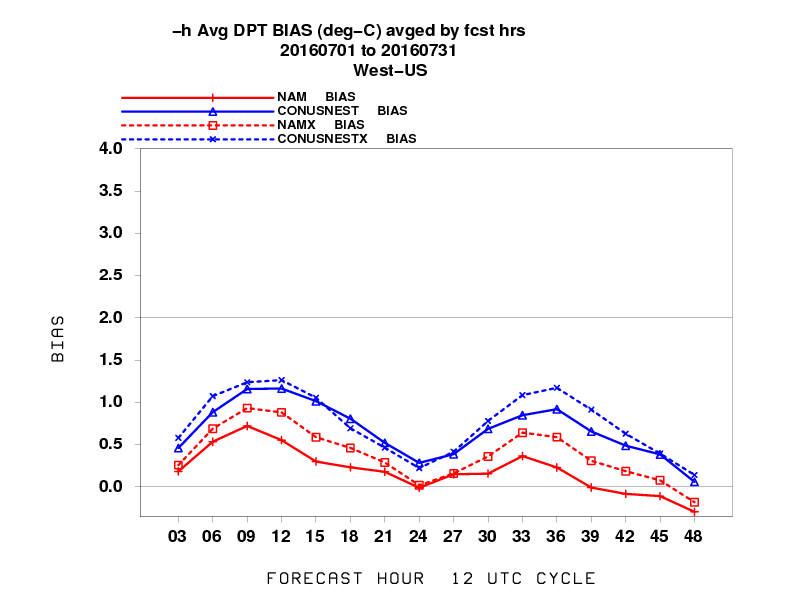 −h Avg DPT BIAS (deg−C) avged by fcst hrs
20160701 to 20160731
West−US
NAM BIAS
CONUSNEST BIAS
NAMX BIAS
CONUSNESTX BIAS
4.0
3.5
3.0
2.5
2.0
1.5
1.0
0.5
0.0
BIAS
03 06 09 12 15 18 21 24 27 30 33 36 39 42 45 48
FORECAST HOUR 12 UTC CYCLE